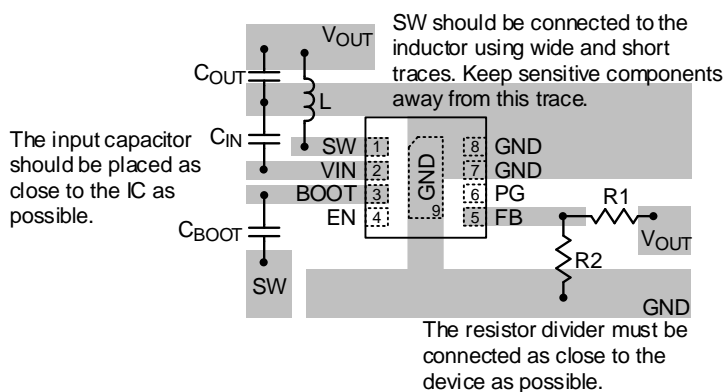 SW should be connected to the
inductor using wide and short
traces. Keep sensitive components
away from this trace.
VOUT
COUT
L
CIN
The input capacitor
should be placed as
close to the IC as
possible.
SW 1
VIN 2
BOOT 3
EN 4
GND
9
8 GND
7 GND
6 PG
5 FB
R1
VOUT
R2
CBOOT
SW
GND
The resistor divider must be
connected as close to the
device as possible.